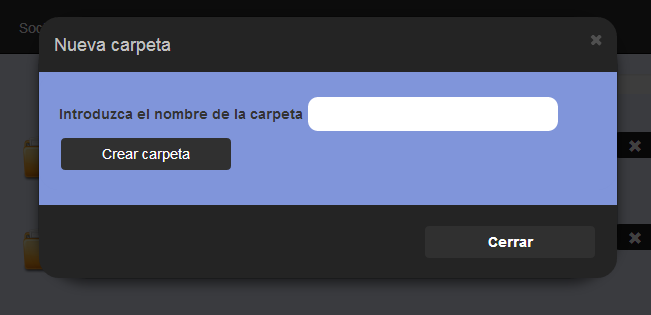 Nueva carpeta
Introduzca el nombre de la carpeta
Crear carpeta
Cerrar